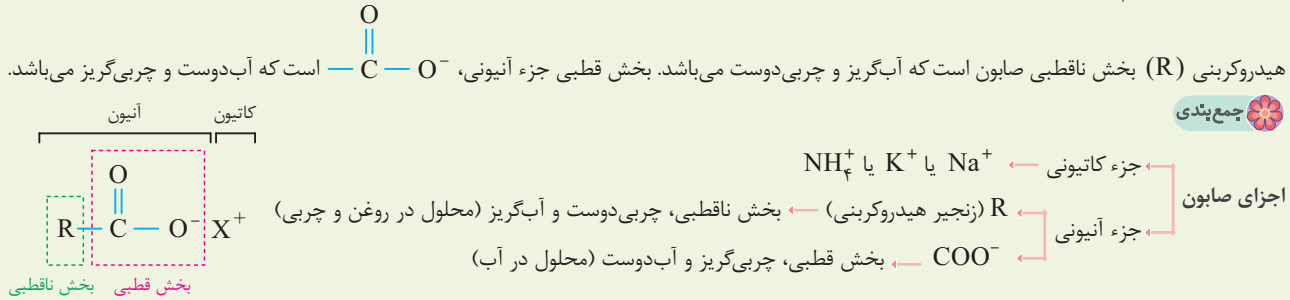 O
هیدروکربنی (R) بخش ناقطبی صابون است که آب‌گریز و چربی‌دوست می‌باشد. بخش قطبی جزء آنیونی، — C — O⁻ است که آب‌دوست و چربی‌گریز می‌باشد.
جمع‌بندی
آنیون کاتیون
اجزای صابون
جزء کاتیونی ← Na⁺ یا K⁺ یا NH₄⁺
جزء آنیونی
R (زنجیر هیدروکربنی) ← بخش ناقطبی، چربی‌دوست و آب‌گریز (محلول در روغن و چربی)
COO⁻ ← بخش قطبی، چربی‌گریز و آب‌دوست (محلول در آب)
O
R — C — O⁻ X⁺
بخش ناقطبی بخش قطبی